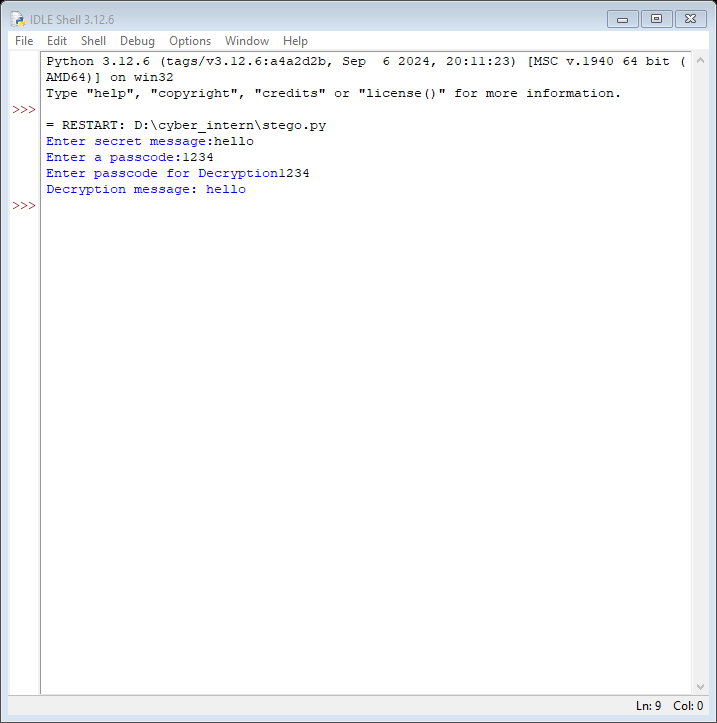 IDLE Shell 3.12.6
File Edit Shell Debug Options Window Help
Python 3.12.6 (tags/v3.12.6:a4a2d2b, Sep  6 2024, 20:11:23) [MSC v.1940 64 bit (
AMD64)] on win32
Type "help", "copyright", "credits" or "license()" for more information.
>>>
= RESTART: D:\cyber_intern\stego.py
Enter secret message:hello
Enter a passcode:1234
Enter passcode for Decryption1234
Decryption message: hello
>>>
Ln: 9 Col: 0